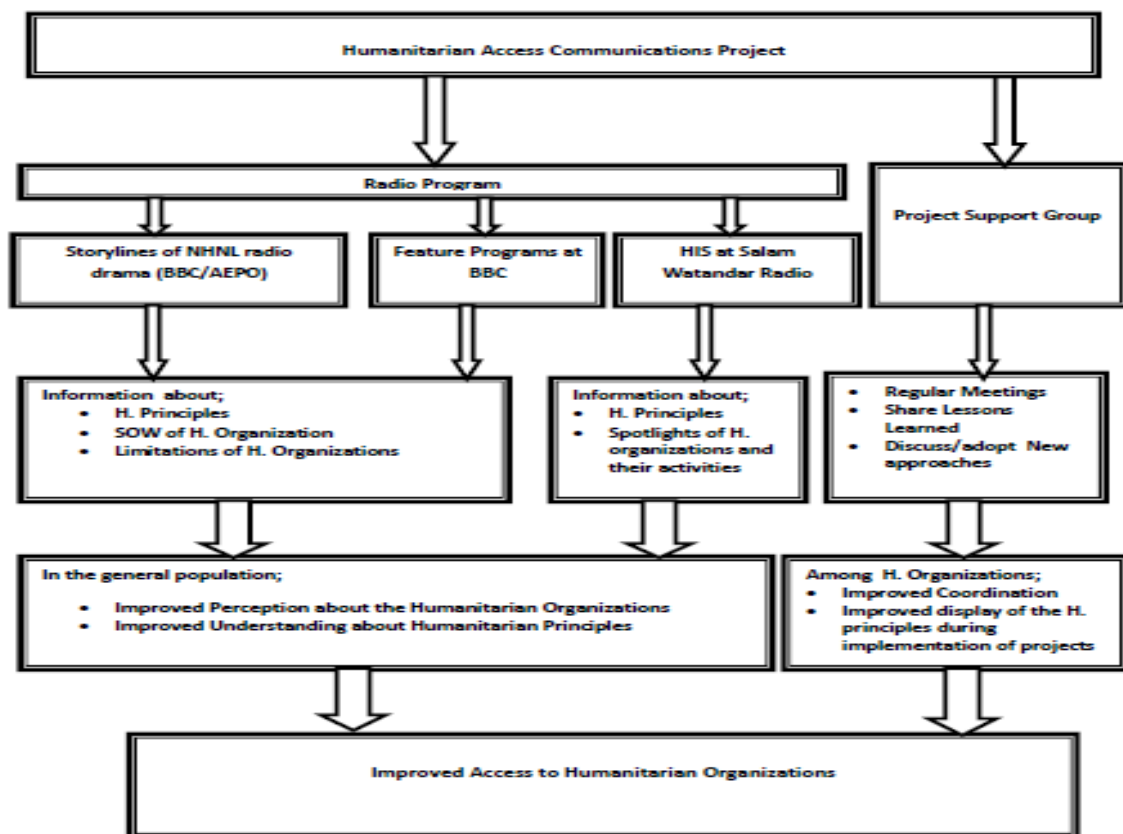 Humanitarian Access Communications Project
Radio Program
Project Support Group
Storylines of NHNL radio
drama (BBC/AEPO)
Feature Programs at
BBC
HIS at Salam
Watandar Radio
Information about;
• H. Principles
• SOW of H. Organization
• Limitations of H. Organizations
Information about;
• H. Principles
• Spotlights of H.
organizations and
their activities
• Regular Meetings
• Share Lessons
Learned
• Discuss/adopt New
approaches
In the general population;
• Improved Perception about the Humanitarian Organizations
• Improved Understanding about Humanitarian Principles
Among H. Organizations;
• Improved Coordination
• Improved display of the H.
principles during
implementation of projects
Improved Access to Humanitarian Organizations